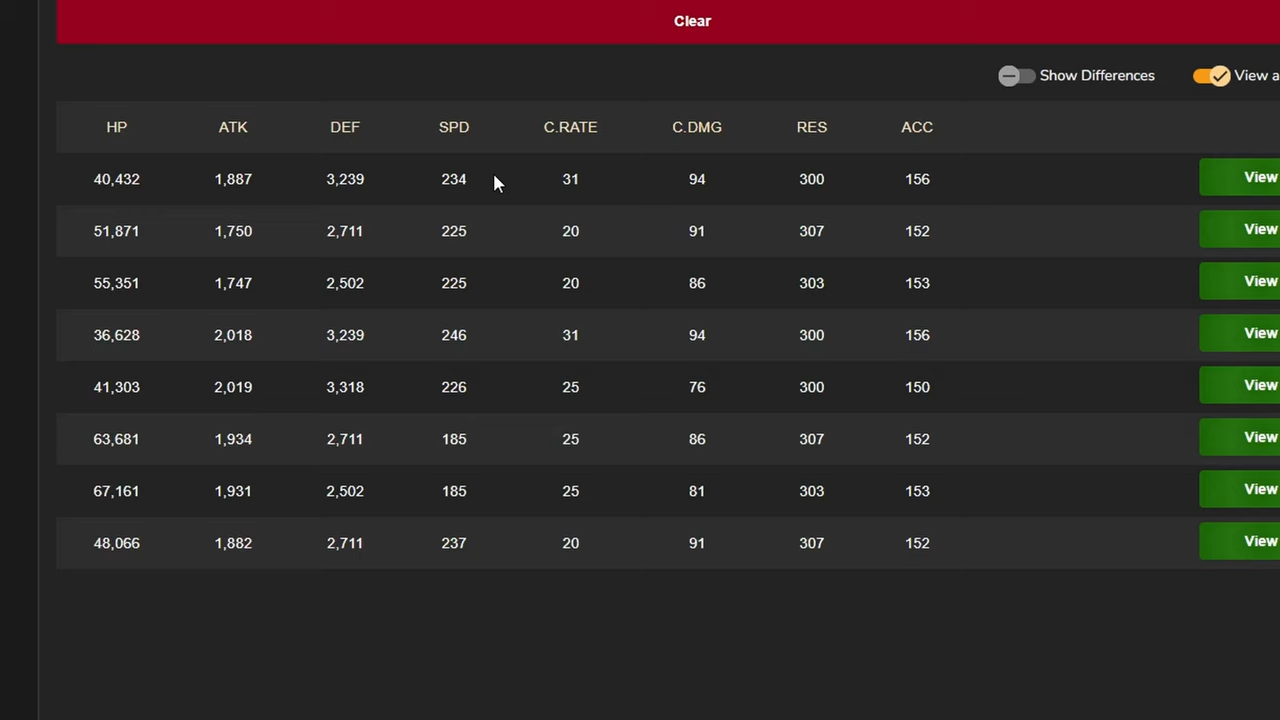 Clear
Show Differences View a
HP ATK DEF SPD C.RATE C.DMG RES ACC
40,432 1,887 3,239 234 31 94 300 156 View
51,871 1,750 2,711 225 20 91 307 152 View
55,351 1,747 2,502 225 20 86 303 153 View
36,628 2,018 3,239 246 31 94 300 156 View
41,303 2,019 3,318 226 25 76 300 150 View
63,681 1,934 2,711 185 25 86 307 152 View
67,161 1,931 2,502 185 25 81 303 153 View
48,066 1,882 2,711 237 20 91 307 152 View